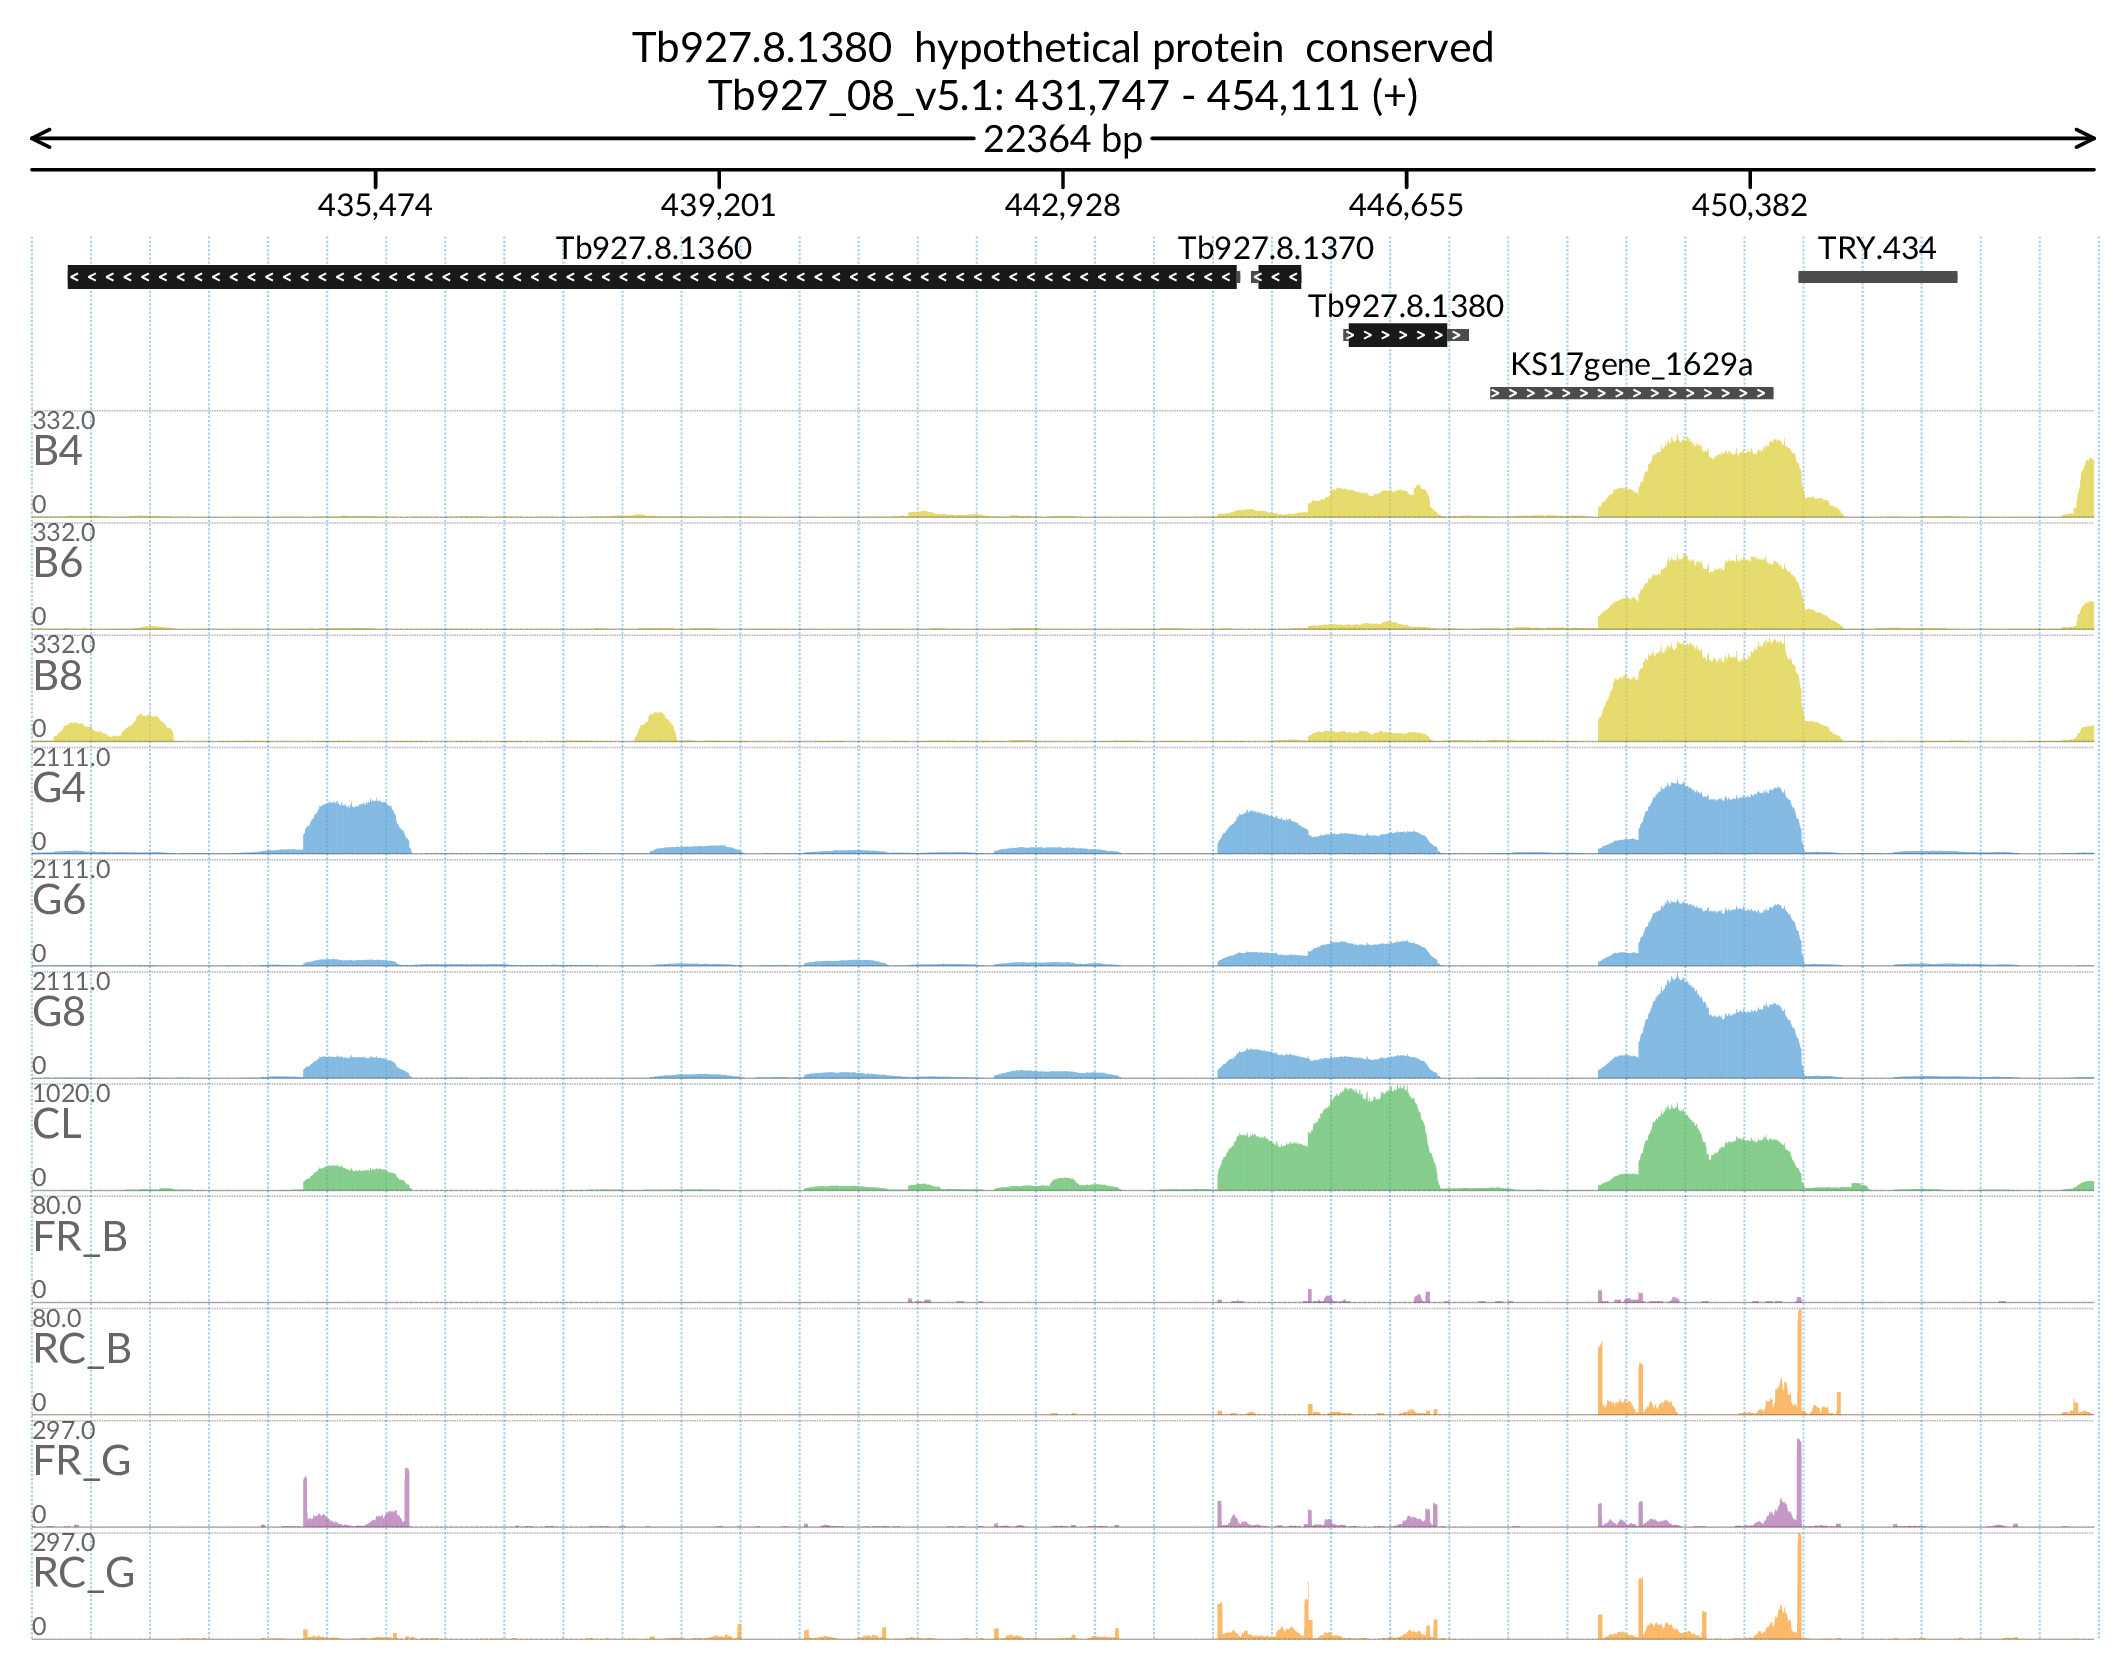 Tb927.8.1380 hypothetical protein conserved
Tb927_08_v5.1: 431,747 - 454,111 (+)
22364 bp
435,474 439,201 442,928 446,655 450,382
Tb927.8.1360 Tb927.8.1370 TRY.434
Tb927.8.1380
KS17gene_1629a
332.0
B4
0
332.0
B6
0
332.0
B8
0
2111.0
G4
0
2111.0
G6
0
2111.0
G8
0
1020.0
CL
0
80.0
FR_B
0
80.0
RC_B
0
297.0
FR_G
0
297.0
RC_G
0